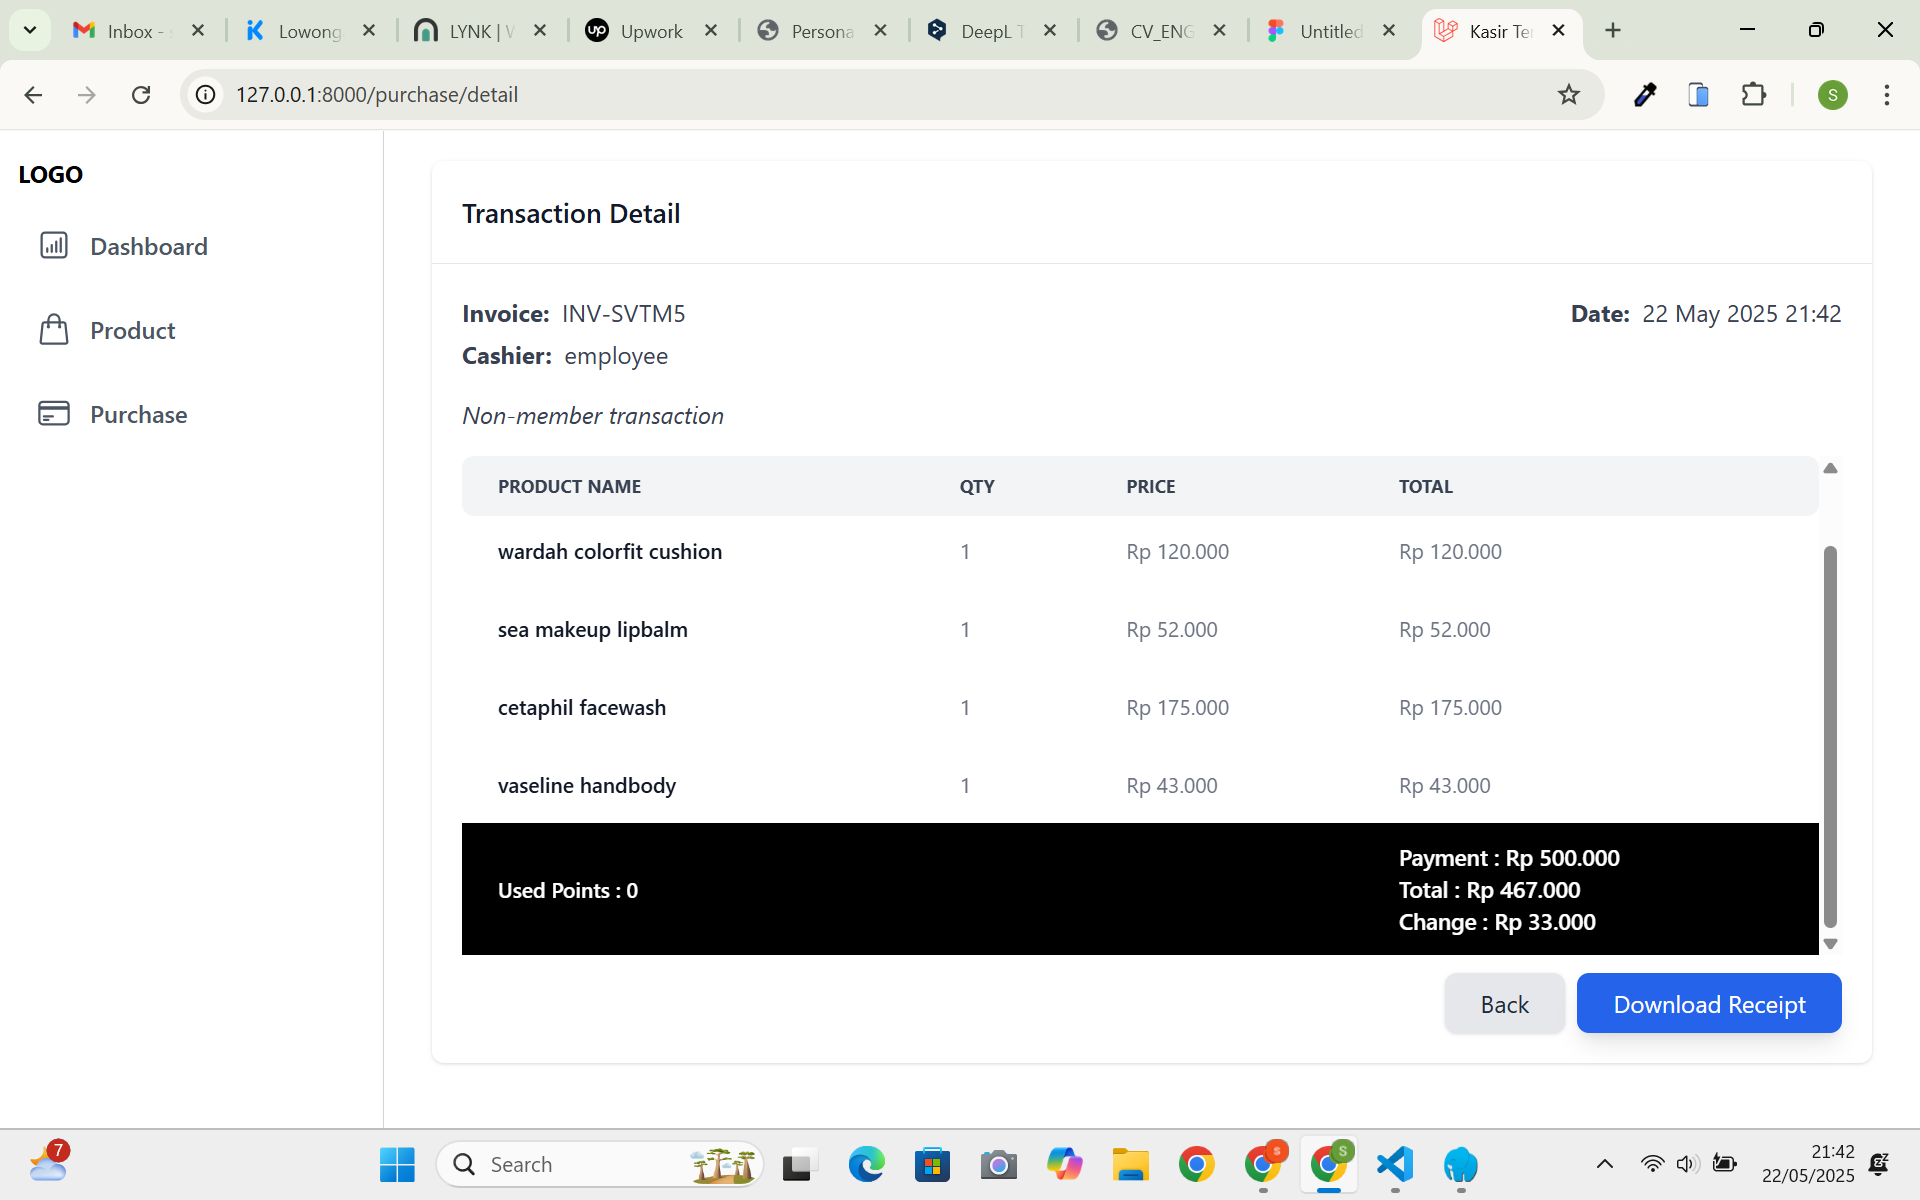 Inbox -
Lowong
LYNK | W
Upwork
Persona
DeepL T
CV_ENG
Untitled
Kasir Te
127.0.0.1:8000/purchase/detail
S
LOGO
Dashboard
Product
Purchase
Transaction Detail
Invoice: INV-SVTM5
Date: 22 May 2025 21:42
Cashier: employee
Non-member transaction
PRODUCT NAME QTY PRICE TOTAL
wardah colorfit cushion 1 Rp 120.000 Rp 120.000
sea makeup lipbalm 1 Rp 52.000 Rp 52.000
cetaphil facewash 1 Rp 175.000 Rp 175.000
vaseline handbody 1 Rp 43.000 Rp 43.000
Used Points : 0
Payment : Rp 500.000
Total : Rp 467.000
Change : Rp 33.000
Back
Download Receipt
7
Search
S
S
21:42
22/05/2025